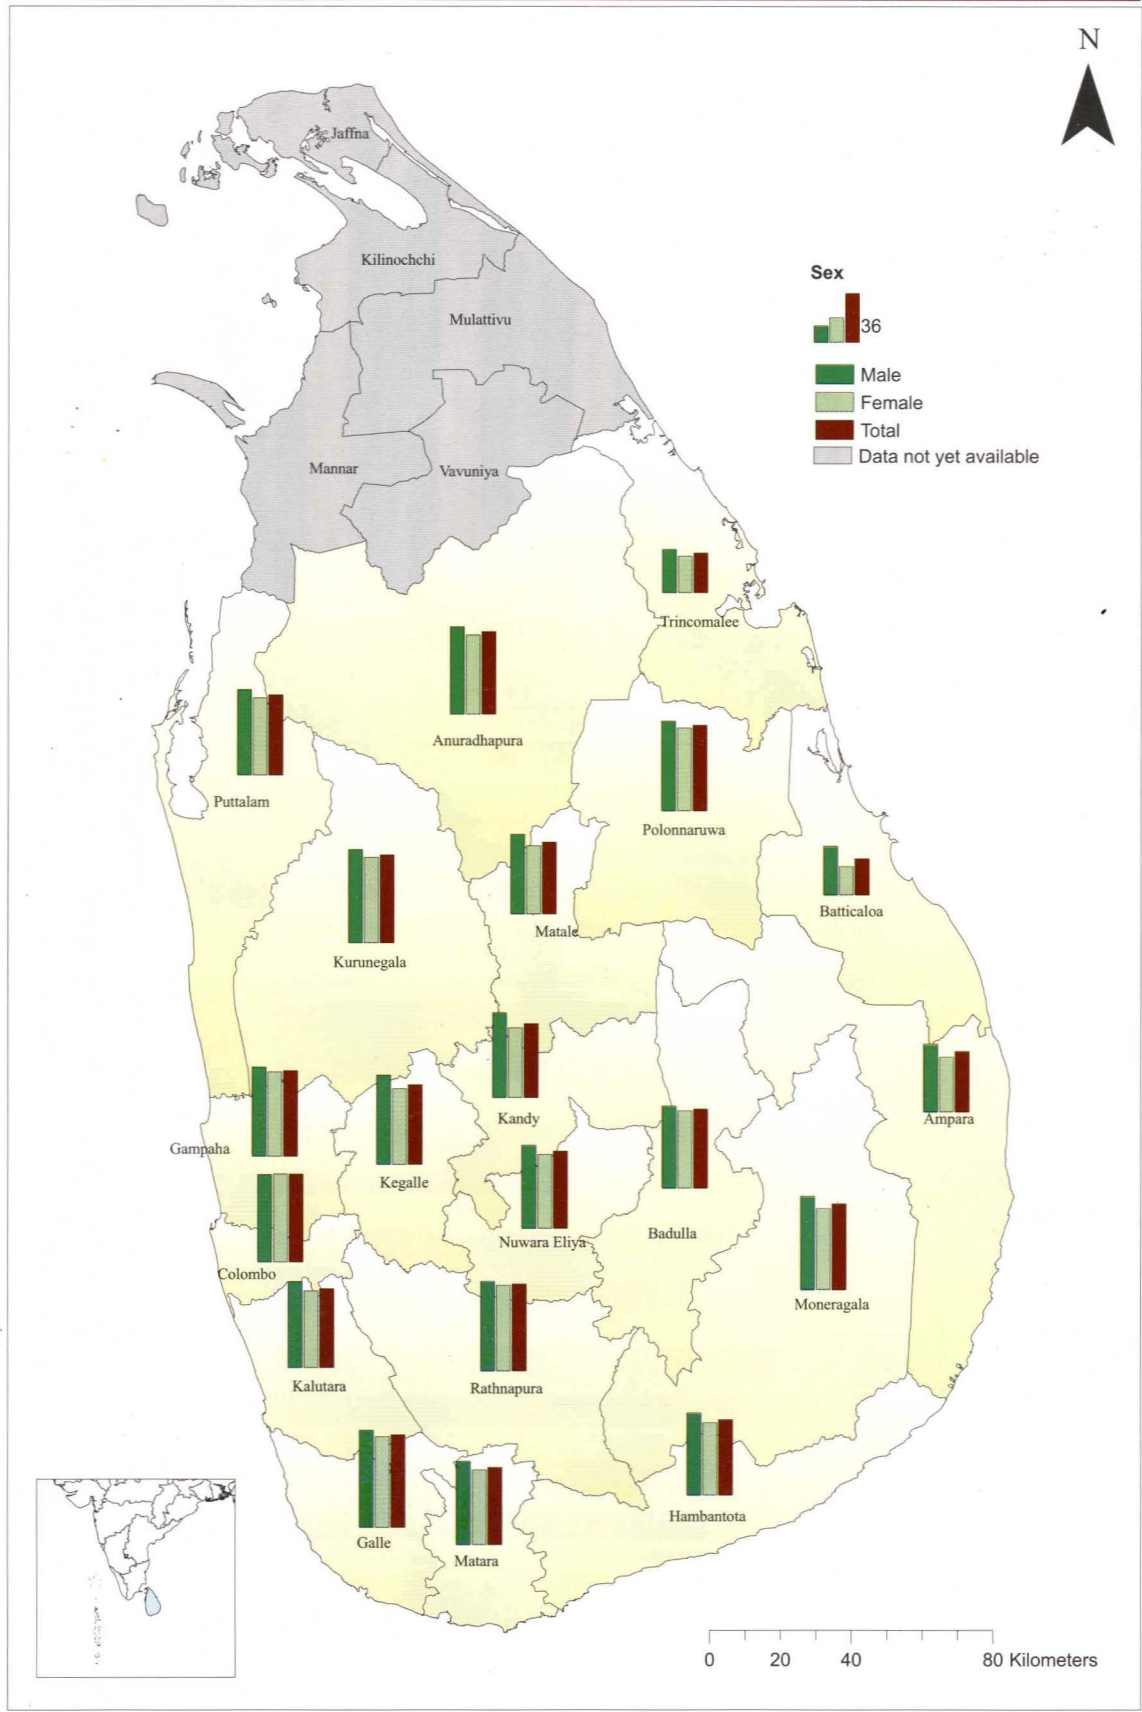 N
Jaffna
Kilinochchi
Sex
36
Mulattivu
Male
Female
Total
Data not yet available
Mannar
Vavuniya
Trincomalee
Anuradhapura
Puttalam
Polonnaruwa
Batticaloa
Matale
Kurunegala
Kandy
Ampara
Gampaha
Kegalle
Badulla
Nuwara Eliya
Colombo
Moneragala
Kalutara
Rathnapura
Hambantota
Galle
Matara
0 20 40 80 Kilometers